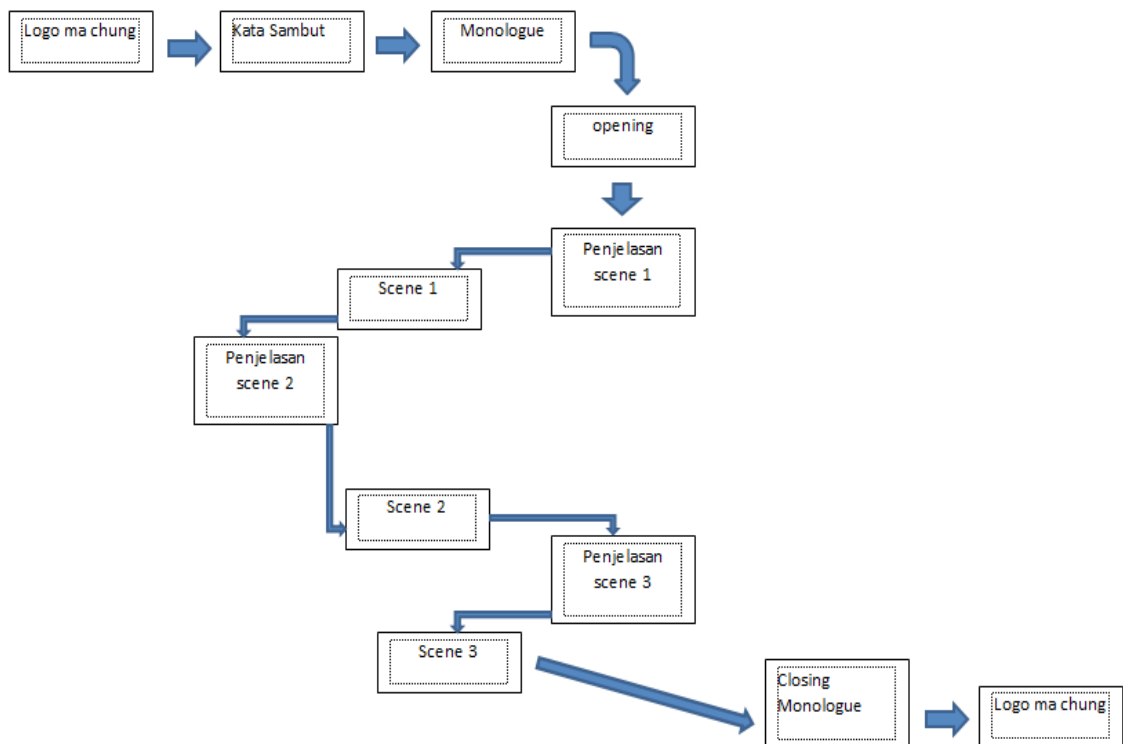 Logo ma chung
Kata Sambut
Monologue
opening
Penjelasan
scene 1
Scene 1
Penjelasan
scene 2
Scene 2
Penjelasan
scene 3
Scene 3
Closing
Monologue
Logo ma chung